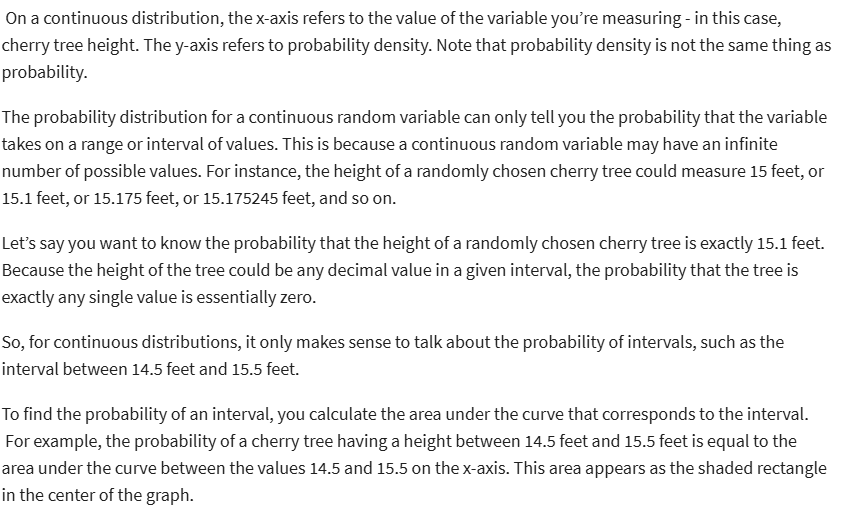 On a continuous distribution, the x-axis refers to the value of the variable you're measuring - in this case,
cherry tree height. The y-axis refers to probability density. Note that probability density is not the same thing as
probability.
The probability distribution for a continuous random variable can only tell you the probability that the variable
takes on a range or interval of values. This is because a continuous random variable may have an infinite
number of possible values. For instance, the height of a randomly chosen cherry tree could measure 15 feet, or
15.1 feet, or 15.175 feet, or 15.175245 feet, and so on.
Let's say you want to know the probability that the height of a randomly chosen cherry tree is exactly 15.1 feet.
Because the height of the tree could be any decimal value in a given interval, the probability that the tree is
exactly any single value is essentially zero.
So, for continuous distributions, it only makes sense to talk about the probability of intervals, such as the
interval between 14.5 feet and 15.5 feet.
To find the probability of an interval, you calculate the area under the curve that corresponds to the interval.
For example, the probability of a cherry tree having a height between 14.5 feet and 15.5 feet is equal to the
area under the curve between the values 14.5 and 15.5 on the x-axis. This area appears as the shaded rectangle
in the center of the graph.